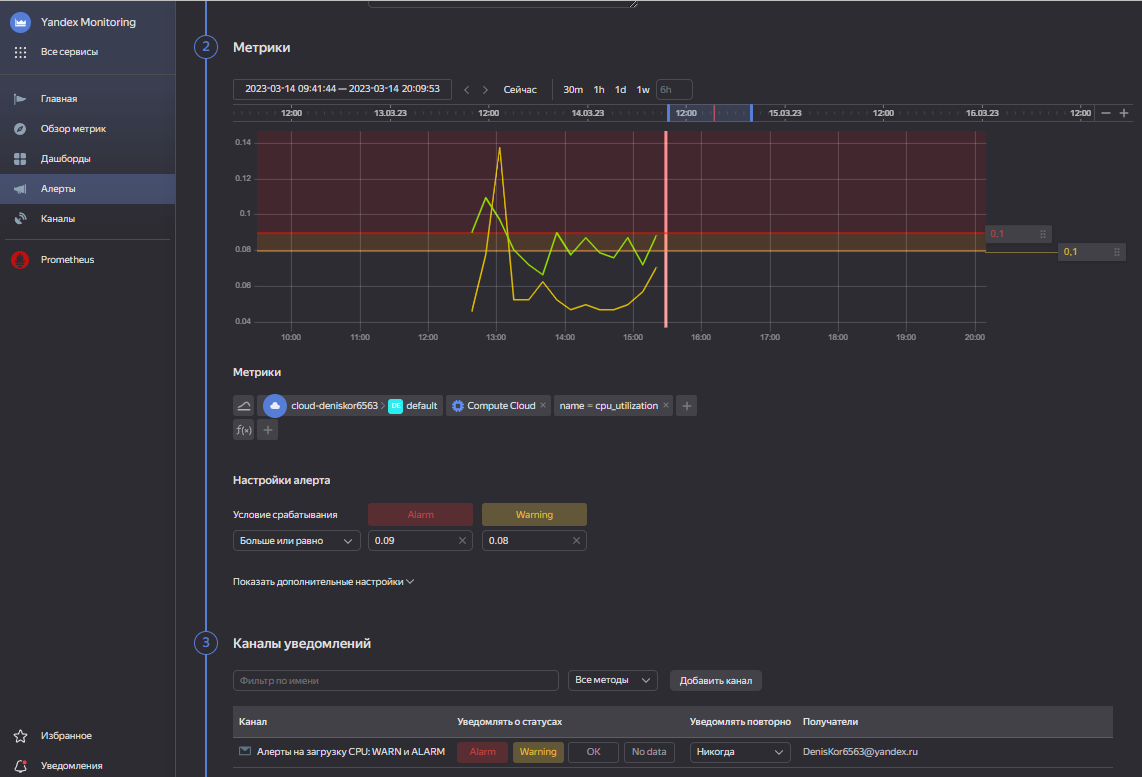 Yandex Monitoring
Все сервисы
Главная
Обзор метрик
Дашборды
Алерты
Каналы
Prometheus
Избранное
Уведомления
2 Метрики
2023-03-14 09:41:44 — 2023-03-14 20:09:53 Сейчас 30m 1h 1d 1w 6h
12:00 13.03.23 12:00 14.03.23 12:00 15.03.23 12:00 16.03.23 12:00
0.14
0.12
0.1
0.08
0.06
0.04
0,1
0,1
10:00 11:00 12:00 13:00 14:00 15:00 16:00 17:00 18:00 19:00 20:00
Метрики
cloud-deniskor6563 DE default Compute Cloud name = cpu_utilization
f(x)
Настройки алерта
Условие срабатывания Alarm Warning
Больше или равно 0.09 0.08
Показать дополнительные настройки
3 Каналы уведомлений
Фильтр по имени Все методы Добавить канал
Канал Уведомлять о статусах Уведомлять повторно Получатели
Алерты на загрузку CPU: WARN и ALARM Alarm Warning OK No data Никогда DenisKor6563@yandex.ru